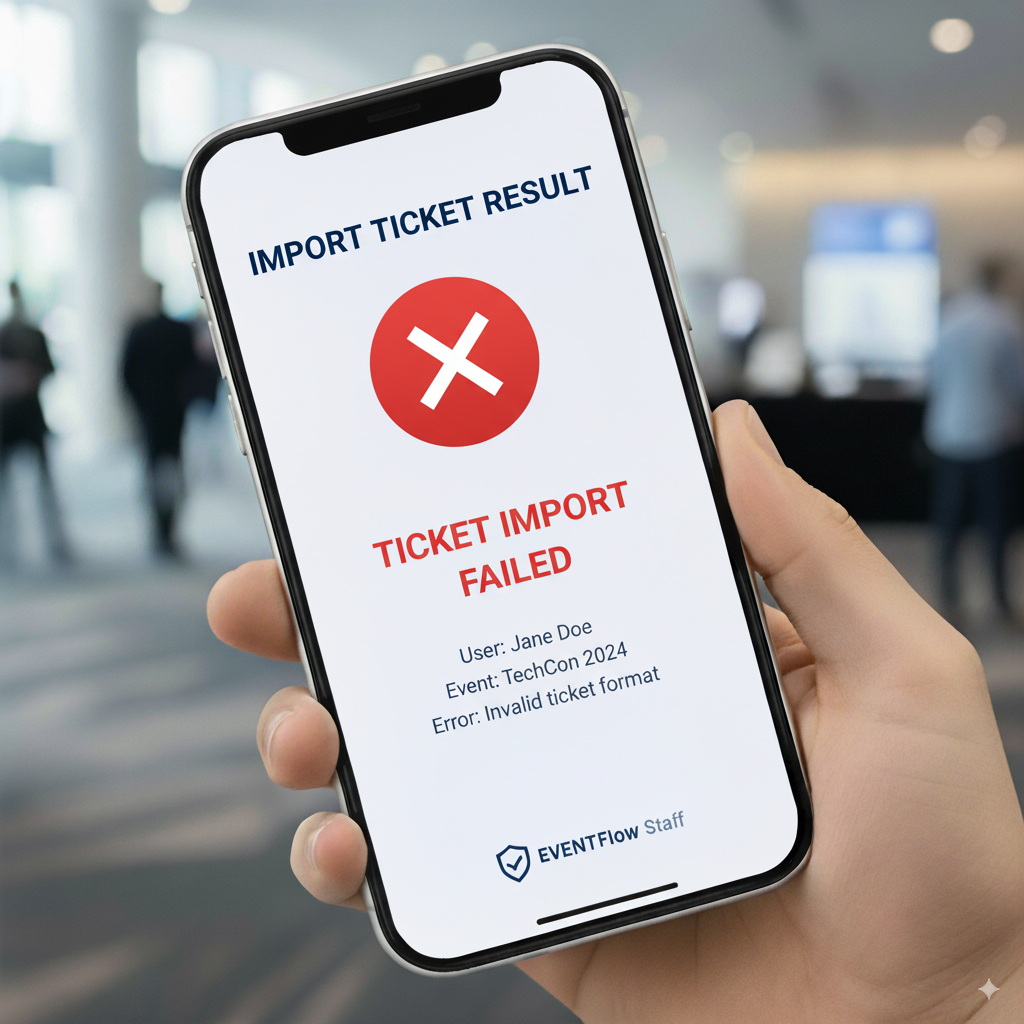 IMPORT TICKET RESULT
TICKET IMPORT
FAILED
User: Jane Doe
Event: TechCon 2024
Error: Invalid ticket format
EVENTFlow Staff